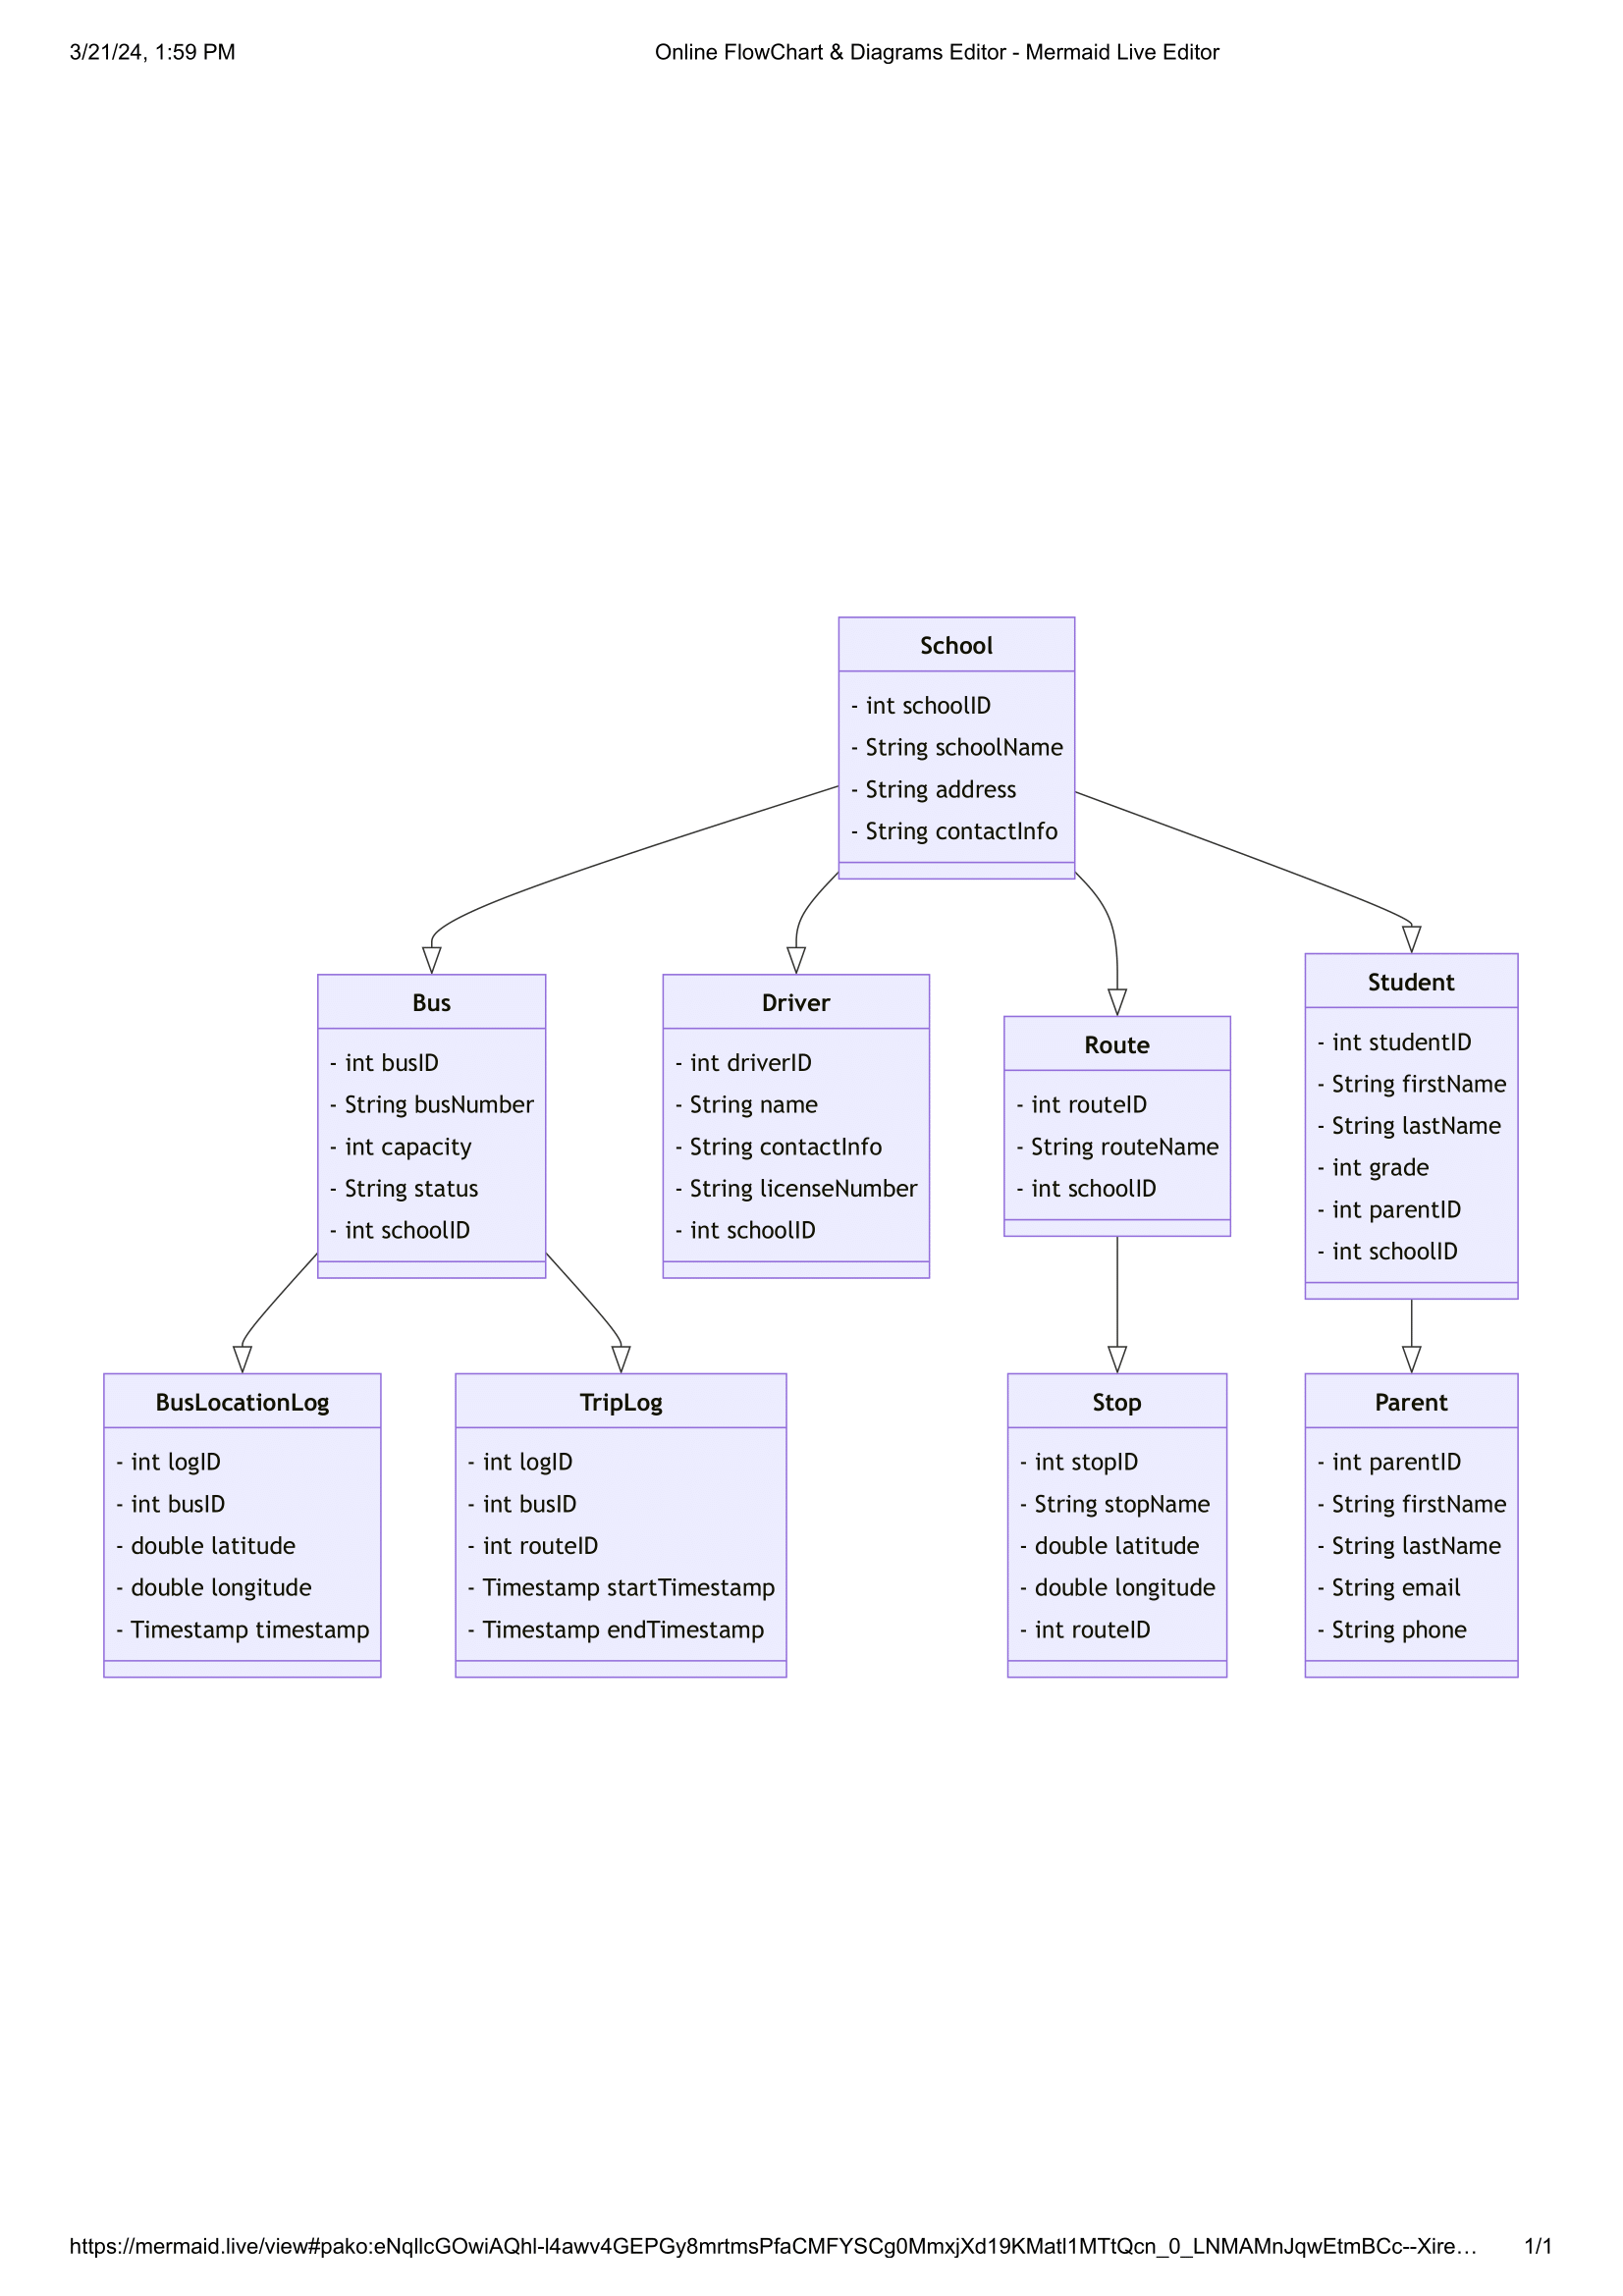 3/21/24, 1:59 PM
Online FlowChart & Diagrams Editor - Mermaid Live Editor
School
- int schoolID
- String schoolName
- String address
- String contactInfo
Bus
- int busID
- String busNumber
- int capacity
- String status
- int schoolID
Driver
- int driverID
- String name
- String contactInfo
- String licenseNumber
- int schoolID
Route
- int routeID
- String routeName
- int schoolID
Student
- int studentID
- String firstName
- String lastName
- int grade
- int parentID
- int schoolID
BusLocationLog
- int logID
- int busID
- double latitude
- double longitude
- Timestamp timestamp
TripLog
- int logID
- int busID
- int routeID
- Timestamp startTimestamp
- Timestamp endTimestamp
Stop
- int stopID
- String stopName
- double latitude
- double longitude
- int routeID
Parent
- int parentID
- String firstName
- String lastName
- String email
- String phone
https://mermaid.live/view#pako:eNqllcGOwiAQhl-l4awv4GEPGy8mrtmsPfaCMFYSCg0MmxjXd19KMatl1MTtQcn_0_LNMAMnJqwEtmBCc--Xire…
1/1